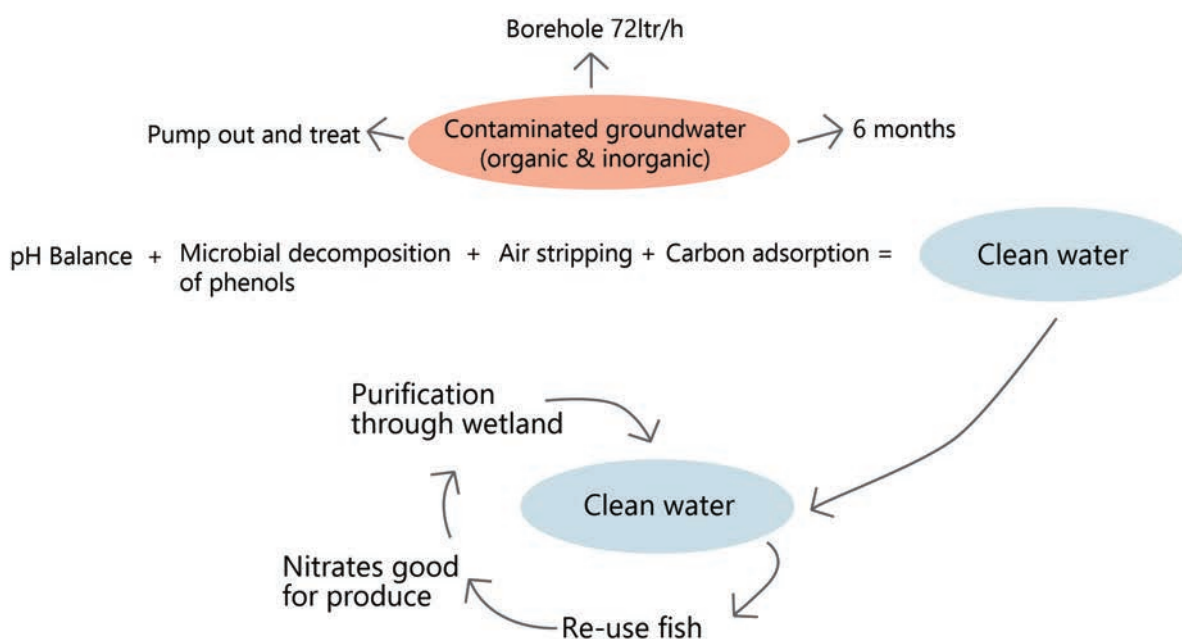 Borehole 72ltr/h
Pump out and treat
Contaminated groundwater
(organic & inorganic)
6 months
pH Balance + Microbial decomposition + Air stripping + Carbon adsorption =
of phenols
Clean water
Purification
through wetland
Clean water
Nitrates good
for produce
Re-use fish